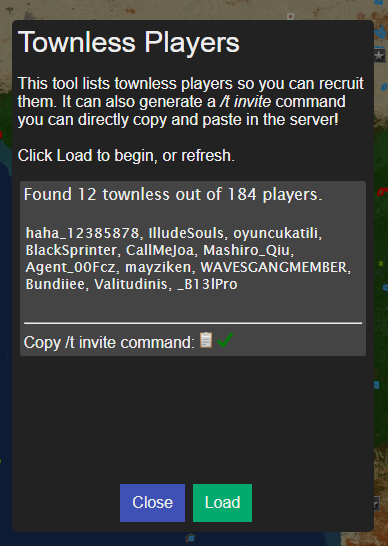 Townless Players
This tool lists townless players so you can recruit
them. It can also generate a /t invite command
you can directly copy and paste in the server!
Click Load to begin, or refresh.
Found 12 townless out of 184 players.
haha_12385878, IlludeSouls, oyuncukatili,
BlackSprinter, CallMeJoa, Mashiro_Qiu,
Agent_00Fcz, mayziken, WAVESGANGMEMBER,
Bundiiee, Valitudinis, _B13lPro
Copy /t invite command:
Close
Load